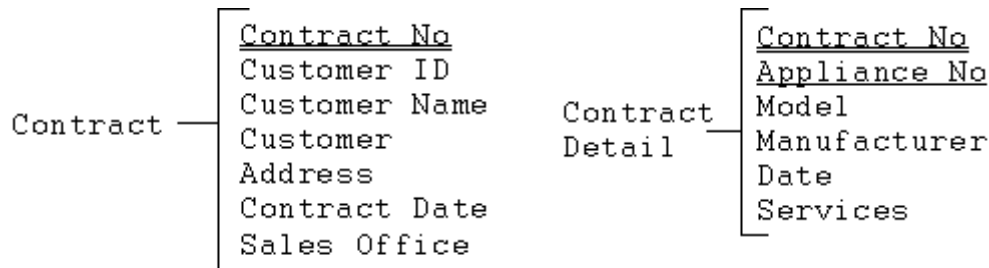 Contract
Contract No
Customer ID
Customer Name
Customer
Address
Contract Date
Sales Office
Contract
Detail
Contract No
Appliance No
Model
Manufacturer
Date
Services